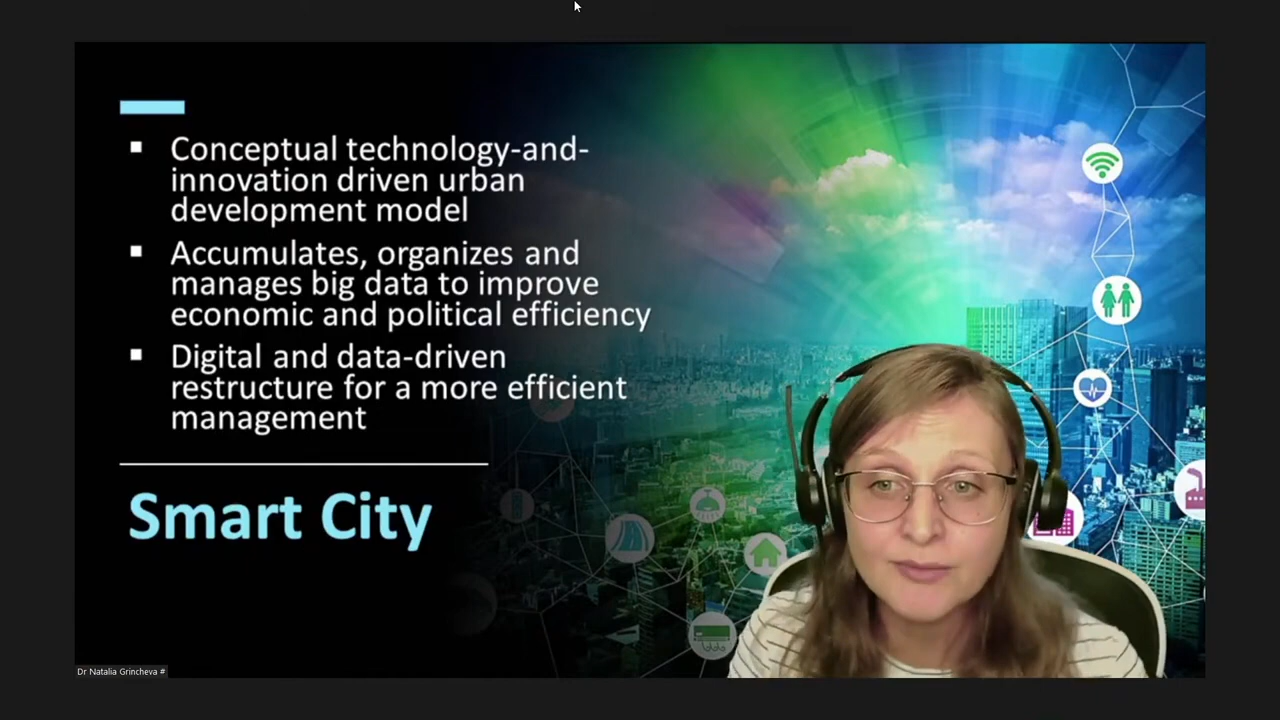 Conceptual technology-and-
innovation driven urban
development model
Accumulates, organizes and
manages big data to improve
economic and political efficiency
Digital and data-driven
restructure for a more efficient
management
Smart City
Dr Natalia Grincheva #